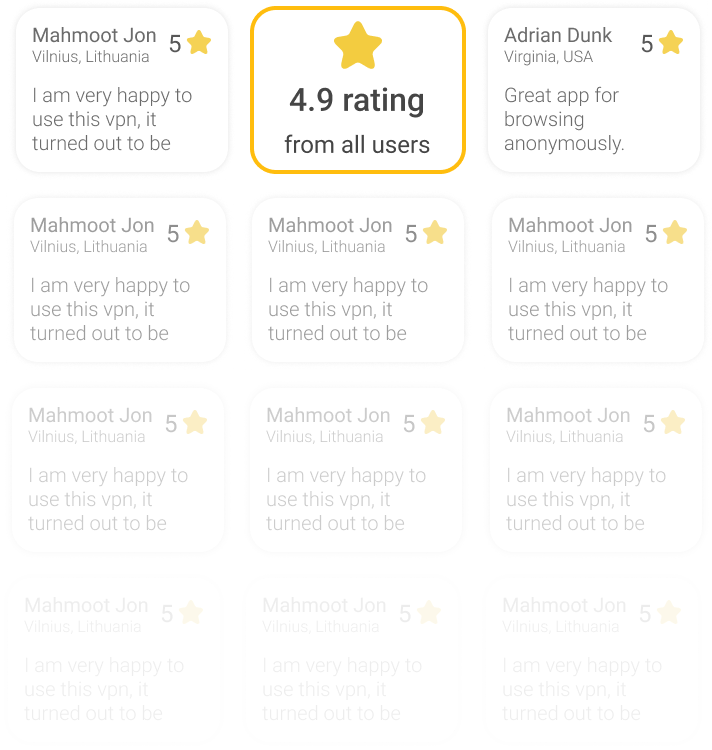 Mahmoot Jon
5
Vilnius, Lithuania
I am very happy to
use this vpn, it
turned out to be
4.9 rating
from all users
Adrian Dunk
5
Virginia, USA
Great app for
browsing
anonymously.
Mahmoot Jon
5
Vilnius, Lithuania
I am very happy to
use this vpn, it
turned out to be
Mahmoot Jon
5
Vilnius, Lithuania
I am very happy to
use this vpn, it
turned out to be
Mahmoot Jon
5
Vilnius, Lithuania
I am very happy to
use this vpn, it
turned out to be
Mahmoot Jon
5
Vilnius, Lithuania
I am very happy to
use this vpn, it
turned out to be
Mahmoot Jon
5
Vilnius, Lithuania
I am very happy to
use this vpn, it
turned out to be
Mahmoot Jon
5
Vilnius, Lithuania
I am very happy to
use this vpn, it
turned out to be
Mahmoot Jon
5
Vilnius, Lithuania
I am very happy to
use this vpn, it
turned out to be
Mahmoot Jon
5
Vilnius, Lithuania
I am very happy to
use this vpn, it
turned out to be
Mahmoot Jon
5
Vilnius, Lithuania
I am very happy to
use this vpn, it
turned out to be